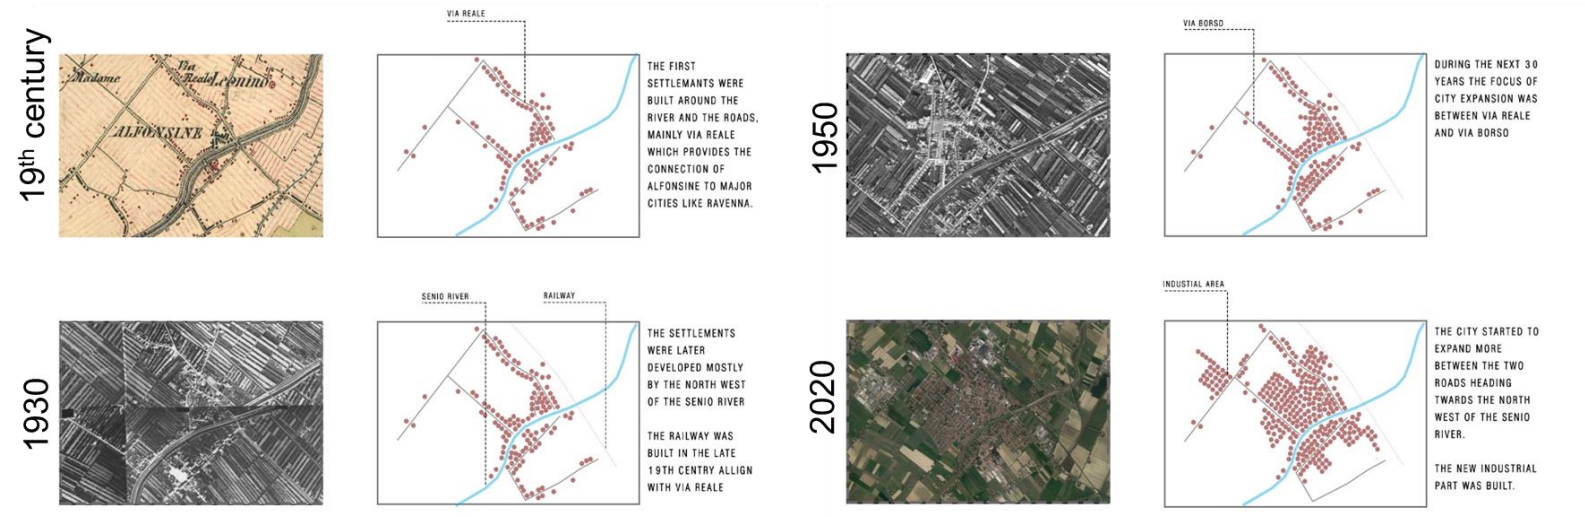 19th century
Madame
Via
Reale
Leonino
ALFONSINE
VIA REALE
THE FIRST
SETTLEMANTS WERE
BUILT AROUND THE
RIVER AND THE ROADS,
MAINLY VIA REALE
WHICH PROVIDES THE
CONNECTION OF
ALFONSINE TO MAJOR
CITIES LIKE RAVENNA.
1950
VIA BORSO
DURING THE NEXT 30
YEARS THE FOCUS OF
CITY EXPANSION WAS
BETWEEN VIA REALE
AND VIA BORSO
1930
SENIO RIVER
RAILWAY
THE SETTLEMENTS
WERE LATER
DEVELOPED MOSTLY
BY THE NORTH WEST
OF THE SENIO RIVER
THE RAILWAY WAS
BUILT IN THE LATE
19TH CENTRY ALLIGN
WITH VIA REALE
2020
INDUSTIAL AREA
THE CITY STARTED TO
EXPAND MORE
BETWEEN THE TWO
ROADS HEADING
TWARDS THE NORTH
WEST OF THE SENIO
RIVER.
THE NEW INDUSTRIAL
PART WAS BUILT.